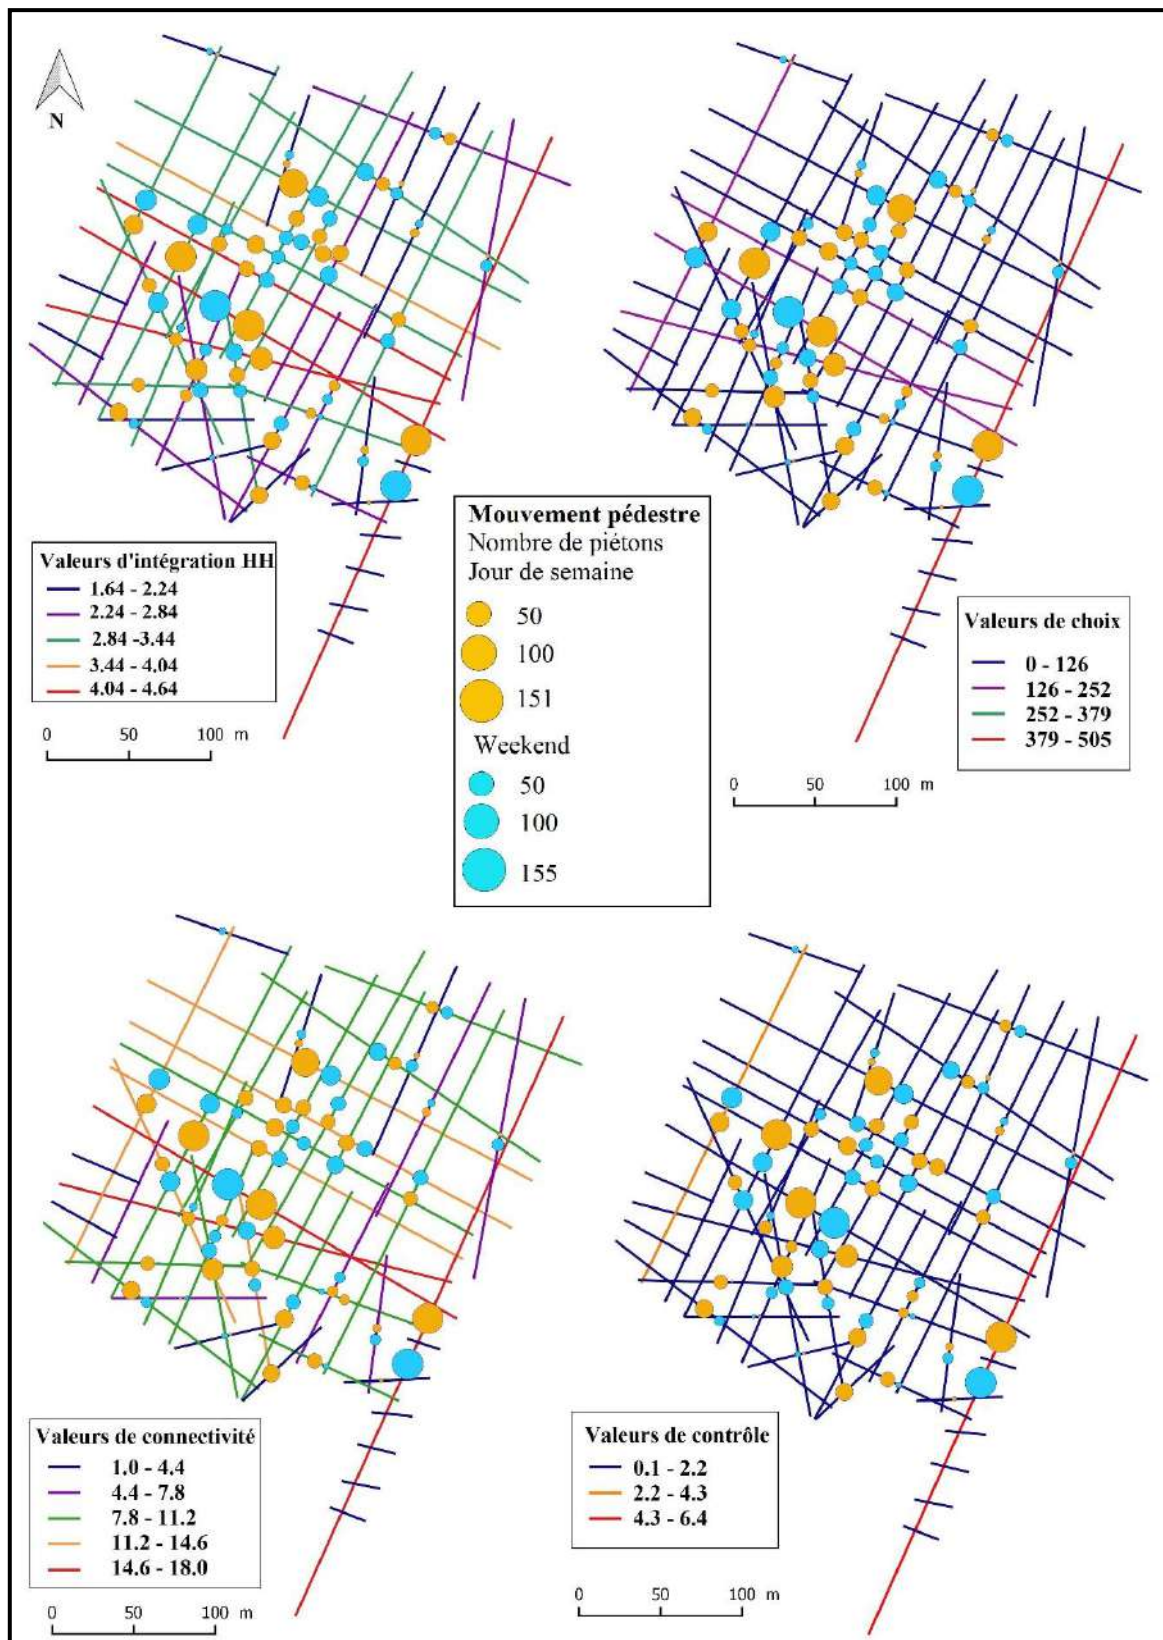 N
Valeurs d'intégration HH
1.64 - 2.24
2.24 - 2.84
2.84 -3.44
3.44 - 4.04
4.04 - 4.64
0 50 100 m
Mouvement pédestre
Nombre de piétons
Jour de semaine
50
100
151
Weekend
50
100
155
Valeurs de choix
0 - 126
126 - 252
252 - 379
379 - 505
0 50 100 m
Valeurs de connectivité
1.0 - 4.4
4.4 - 7.8
7.8 - 11.2
11.2 - 14.6
14.6 - 18.0
0 50 100 m
Valeurs de contrôle
0.1 - 2.2
2.2 - 4.3
4.3 - 6.4
0 50 100 m